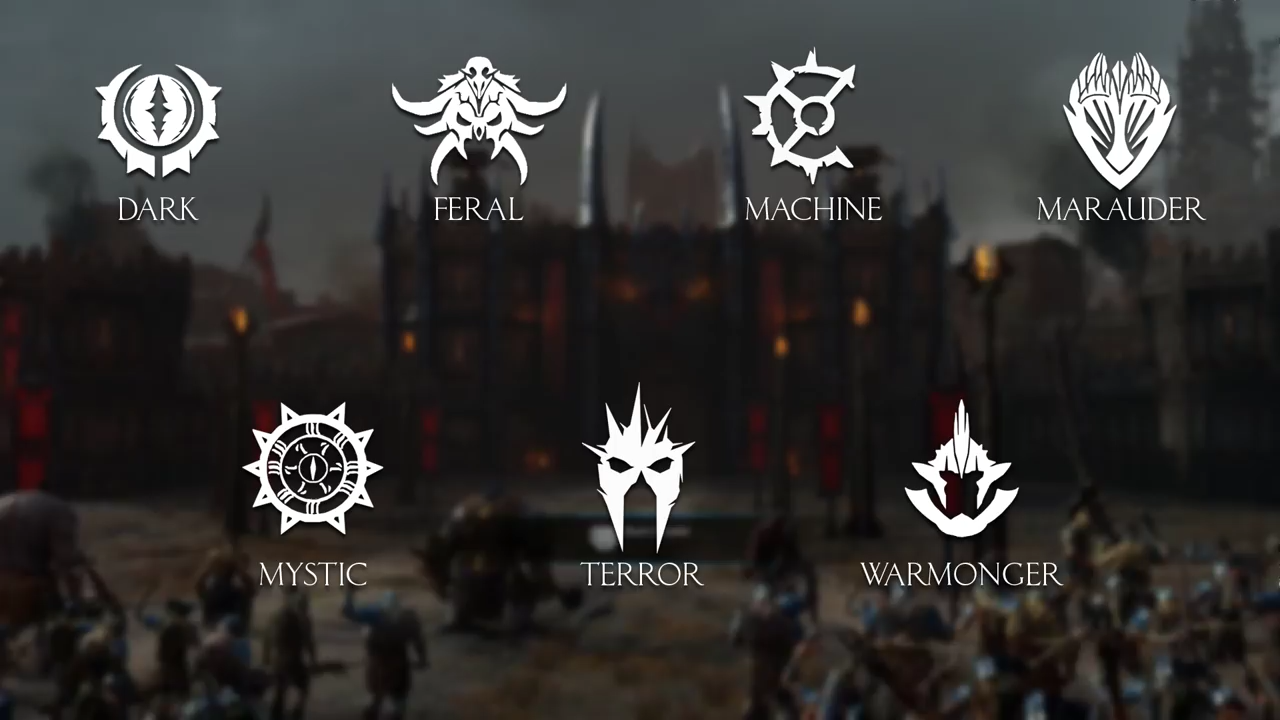 DARK
FERAL
MACHINE
MARAUDER
MYSTIC
TERROR
WARMONGER